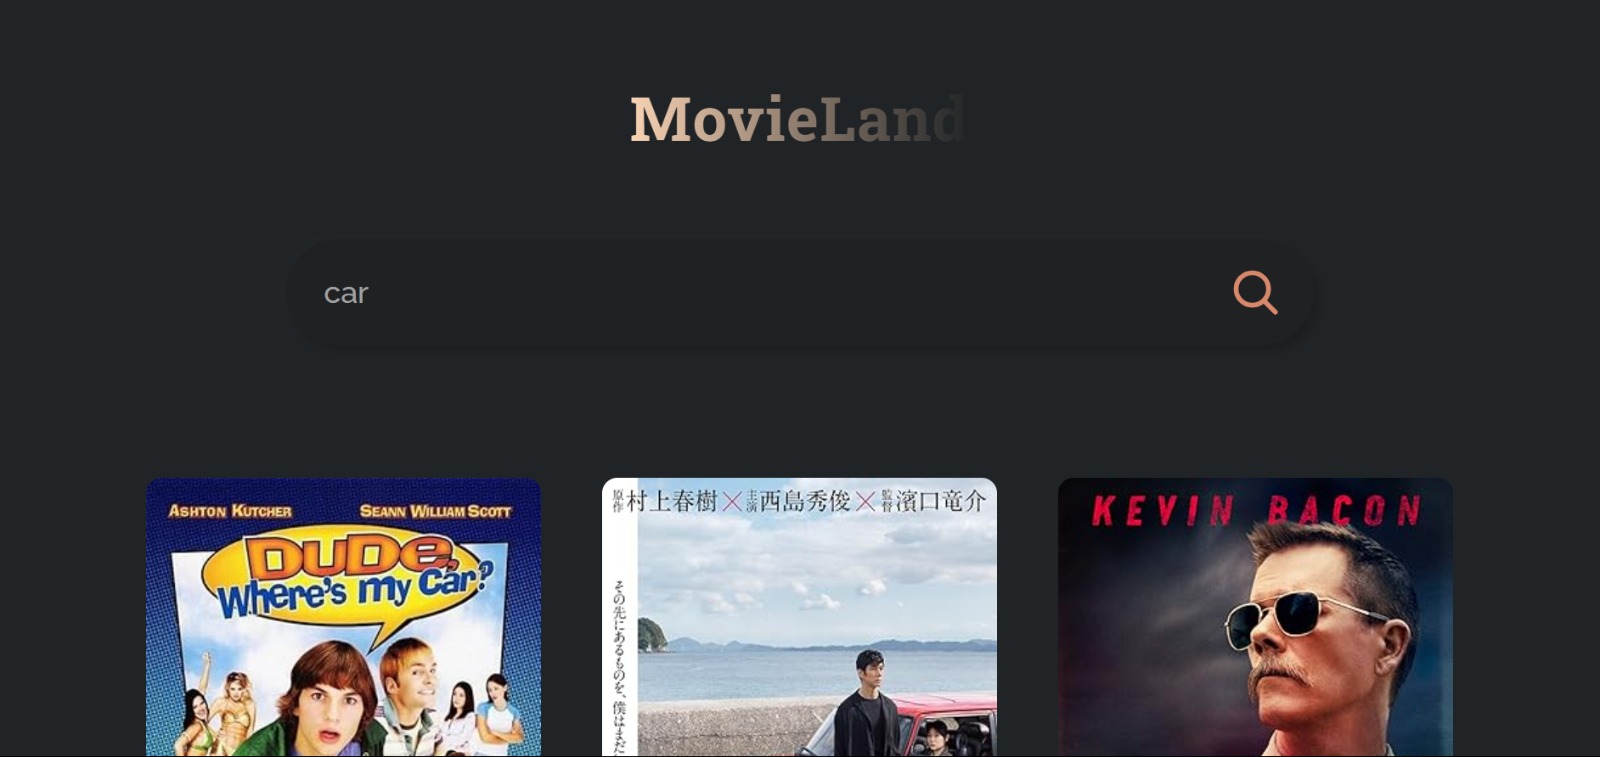 MovieLand
car
ASHTON KUTCHER
SEANN WILLIAM SCOTT
DUDE,
Where's my Car?
原作 村上春樹×主演 西島秀俊×監督 濱口竜介
その先にあるものを、僕はまだ
KEVIN BACON